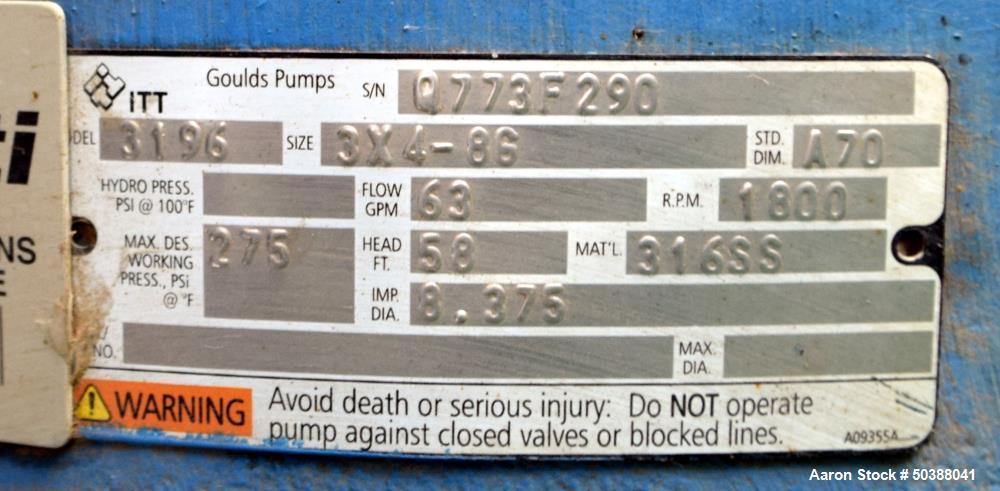 ITT Goulds Pumps S/N Q773F290
3196 SIZE 3X4-8G STD. DIM. A70
HYDRO PRESS. PSI @ 100°F FLOW GPM 63 R.P.M. 1800
MAX. DES. WORKING PRESS., PSi @ °F 275 HEAD FT. 58 MAT'L. 316SS
IMP. DIA. 8.375
NO. MAX. DIA.
WARNING Avoid death or serious injury: Do NOT operate
pump against closed valves or blocked lines.
A09355A
Aaron Stock # 50388041